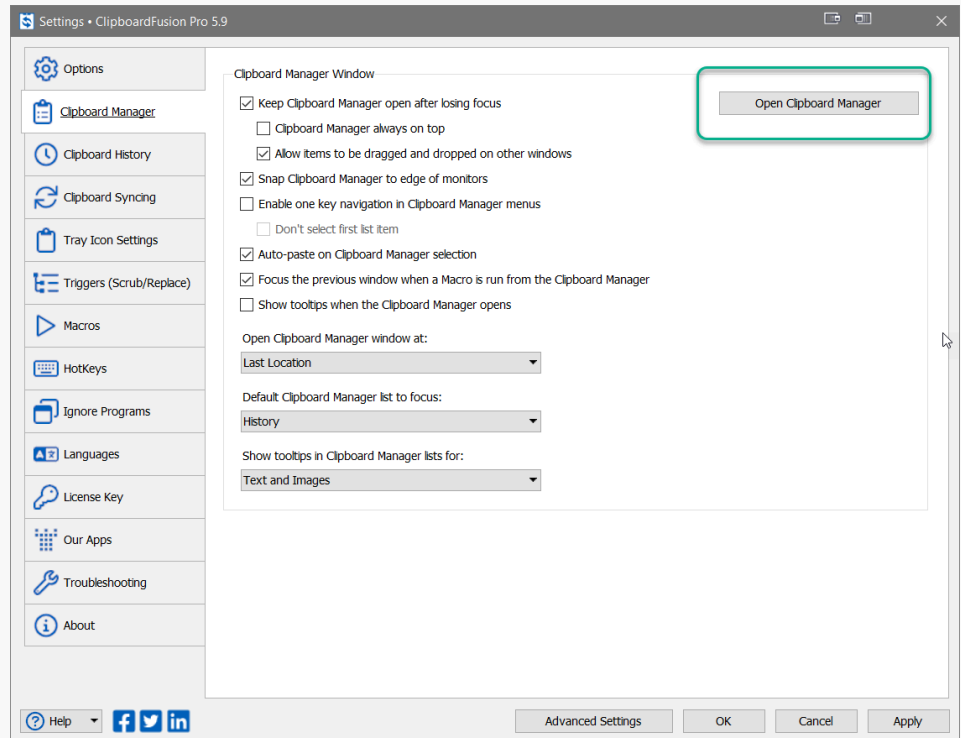 Settings • ClipboardFusion Pro 5.9
Options
Clipboard Manager
Clipboard History
Clipboard Syncing
Tray Icon Settings
Triggers (Scrub/Replace)
Macros
HotKeys
Ignore Programs
Languages
License Key
Our Apps
Troubleshooting
About
Clipboard Manager Window
Open Clipboard Manager
Keep Clipboard Manager open after losing focus
Clipboard Manager always on top
Allow items to be dragged and dropped on other windows
Snap Clipboard Manager to edge of monitors
Enable one key navigation in Clipboard Manager menus
Don't select first list item
Auto-paste on Clipboard Manager selection
Focus the previous window when a Macro is run from the Clipboard Manager
Show tooltips when the Clipboard Manager opens
Open Clipboard Manager window at:
Last Location
Default Clipboard Manager list to focus:
History
Show tooltips in Clipboard Manager lists for:
Text and Images
Help
Advanced Settings
OK
Cancel
Apply